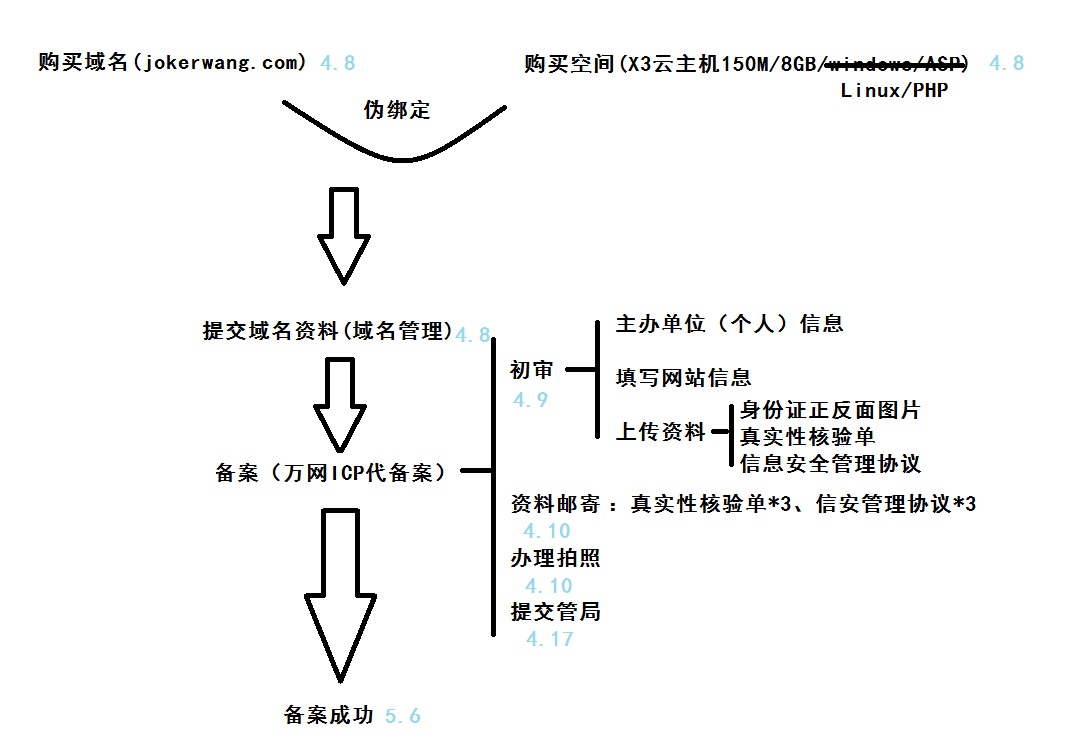 购买域名(jokerwang.com) 4.8
购买空间(X3云主机150M/8GB/windows/ASP) 4.8
Linux/PHP
伪绑定
提交域名资料(域名管理) 4.8
备案（万网ICP代备案）
初审
4.9
主办单位（个人）信息
填写网站信息
上传资料
身份证正反面图片
真实性核验单
信息安全管理协议
资料邮寄：真实性核验单*3、信安管理协议*3
4.10
办理拍照
4.10
提交管局
4.17
备案成功 5.6